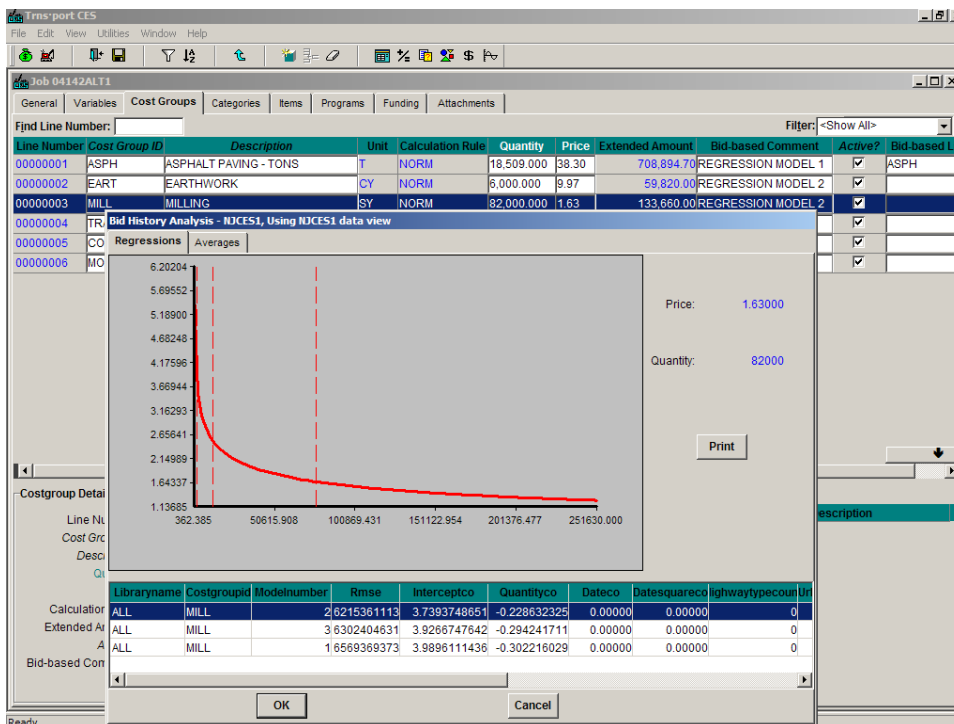 Trns·port CES
File Edit View Utilities Window Help
Job 04142ALT1
General Variables Cost Groups Categories Items Programs Funding Attachments
Find Line Number: Filter: <Show All>
Line Number Cost Group ID Description Unit Calculation Rule Quantity Price Extended Amount Bid-based Comment Active? Bid-based L
00000001 ASPH ASPHALT PAVING - TONS T NORM 18,509.000 38.30 708,894.70 REGRESSION MODEL 1 ASPH
00000002 EART EARTHWORK CY NORM 6,000.000 9.97 59,820.00 REGRESSION MODEL 2
00000003 MILL MILLING SY NORM 82,000.000 1.63 133,660.00 REGRESSION MODEL 2
00000004 TR
00000005 CO
00000006 MO
Bid History Analysis - NJCES1, Using NJCES1 data view
Regressions Averages
6.20204
5.69552
5.18900
4.68248
4.17596
3.66944
3.16293
2.65641
2.14989
1.64337
1.13685
362.385 50615.908 100869.431 151122.954 201376.477 251630.000
Price: 1.63000
Quantity: 82000
Print
Costgroup Detai
Line Nu
Cost Gro
Descr
Qu
Calculation
Extended A
A
Bid-based Com
escription
Libraryname Costgroupid Modelnumber Rmse Interceptco Quantityco Dateco Datesquareco lighwaytypecoun Url
ALL MILL 2 6215361113 3.7393748651 -0.228632325 0.00000 0.00000 0
ALL MILL 3 6302404631 3.9266747642 -0.294241711 0.00000 0.00000 0
ALL MILL 1 6569369373 3.9896111436 -0.302216029 0.00000 0.00000 0
OK Cancel
Ready